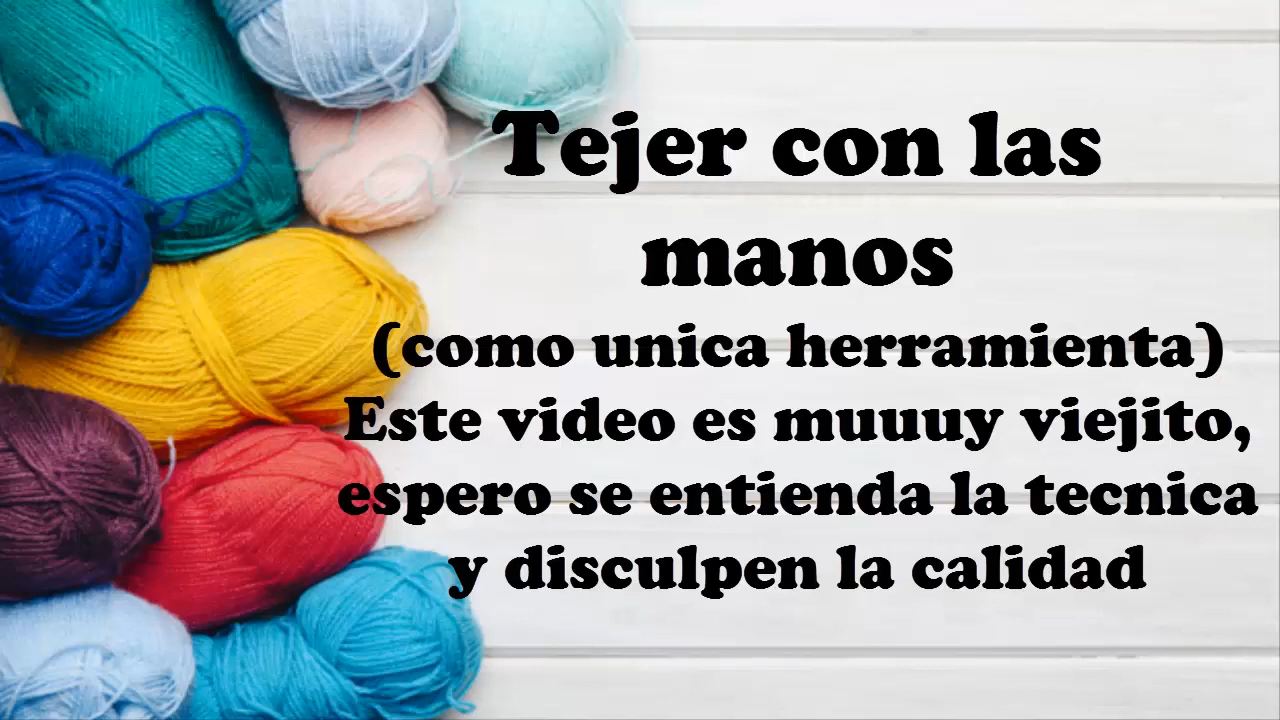 Tejer con las
manos
(como unica herramienta)
Este video es muuuy viejito,
espero se entienda la tecnica
y disculpen la calidad